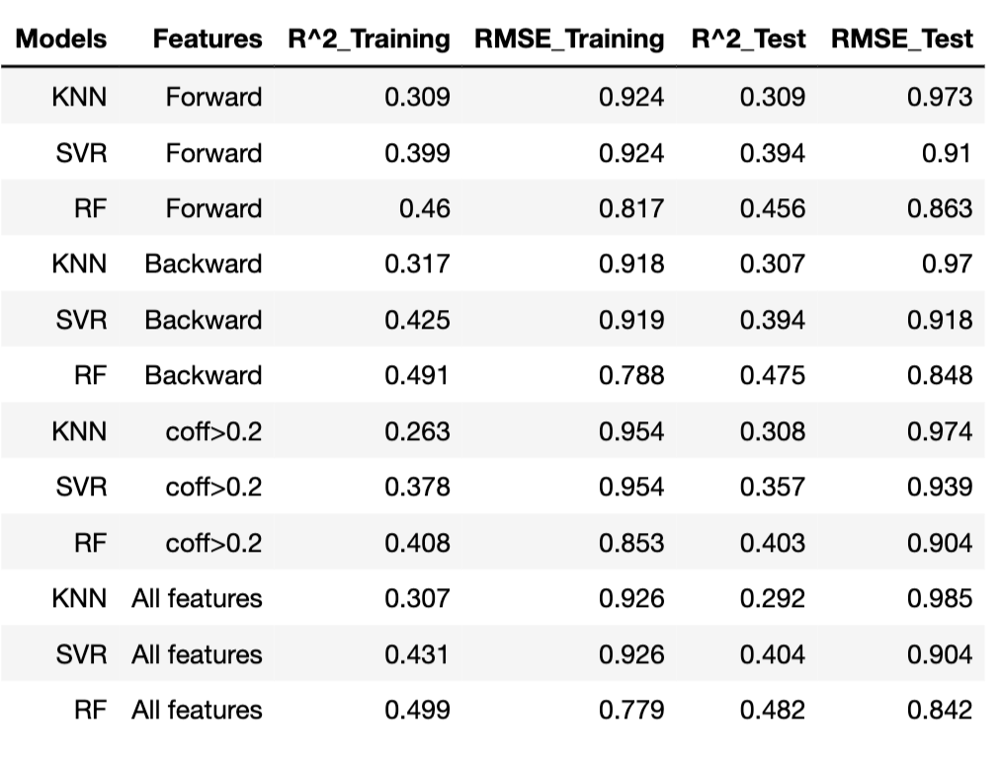 Models Features R^2_Training RMSE_Training R^2_Test RMSE_Test
KNN Forward 0.309 0.924 0.309 0.973
SVR Forward 0.399 0.924 0.394 0.91
RF Forward 0.46 0.817 0.456 0.863
KNN Backward 0.317 0.918 0.307 0.97
SVR Backward 0.425 0.919 0.394 0.918
RF Backward 0.491 0.788 0.475 0.848
KNN coff>0.2 0.263 0.954 0.308 0.974
SVR coff>0.2 0.378 0.954 0.357 0.939
RF coff>0.2 0.408 0.853 0.403 0.904
KNN All features 0.307 0.926 0.292 0.985
SVR All features 0.431 0.926 0.404 0.904
RF All features 0.499 0.779 0.482 0.842